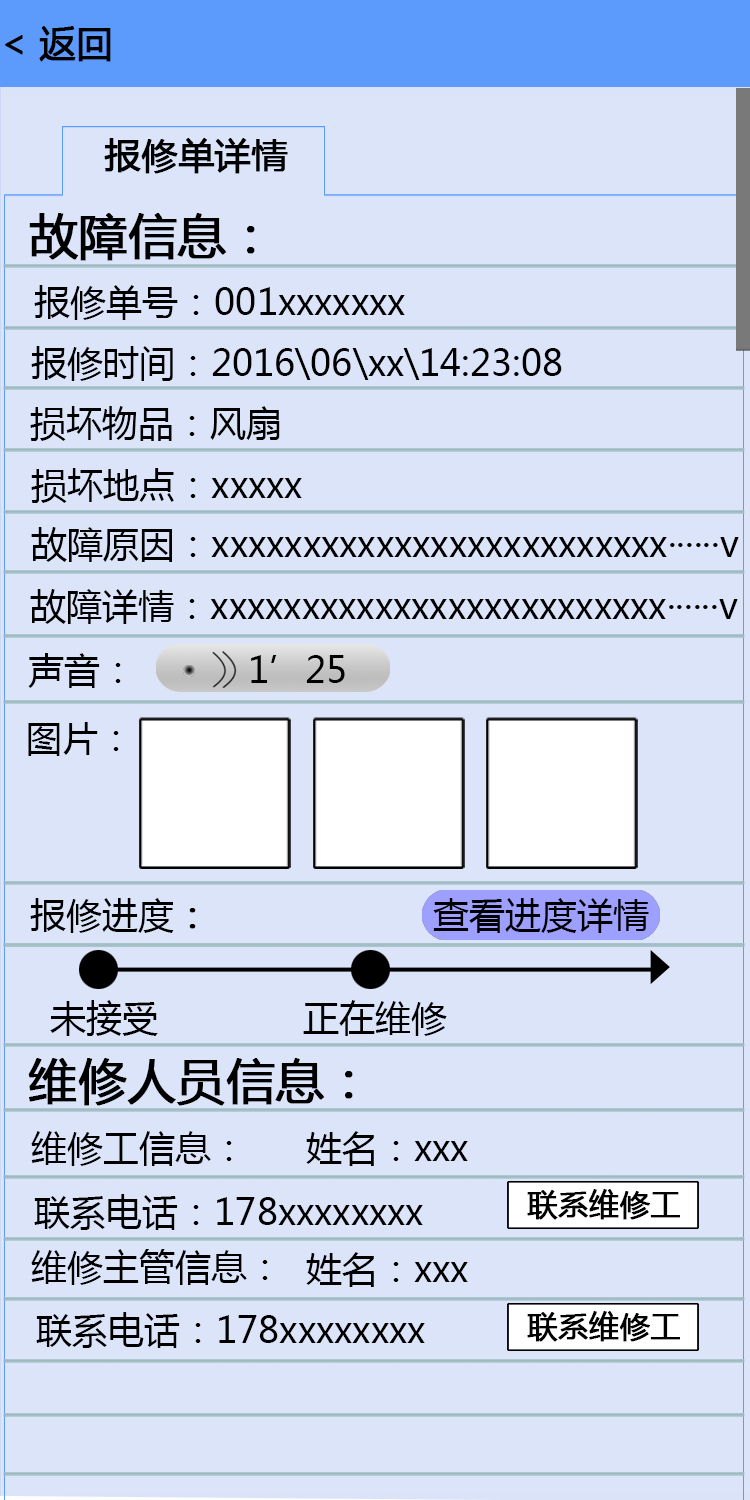 < 返回
报修单详情
故障信息：
报修单号：001xxxxxxx
报修时间：2016\06\xx\14:23:08
损坏物品：风扇
损坏地点：xxxxx
故障原因：xxxxxxxxxxxxxxxxxxxxxxxxx······v
故障详情：xxxxxxxxxxxxxxxxxxxxxxxxx······v
声音： 1′ 25
图片：
报修进度： 查看进度详情
未接受 正在维修
维修人员信息：
维修工信息： 姓名：xxx
联系电话：178xxxxxxxx 联系维修工
维修主管信息： 姓名：xxx
联系电话：178xxxxxxxx 联系维修工